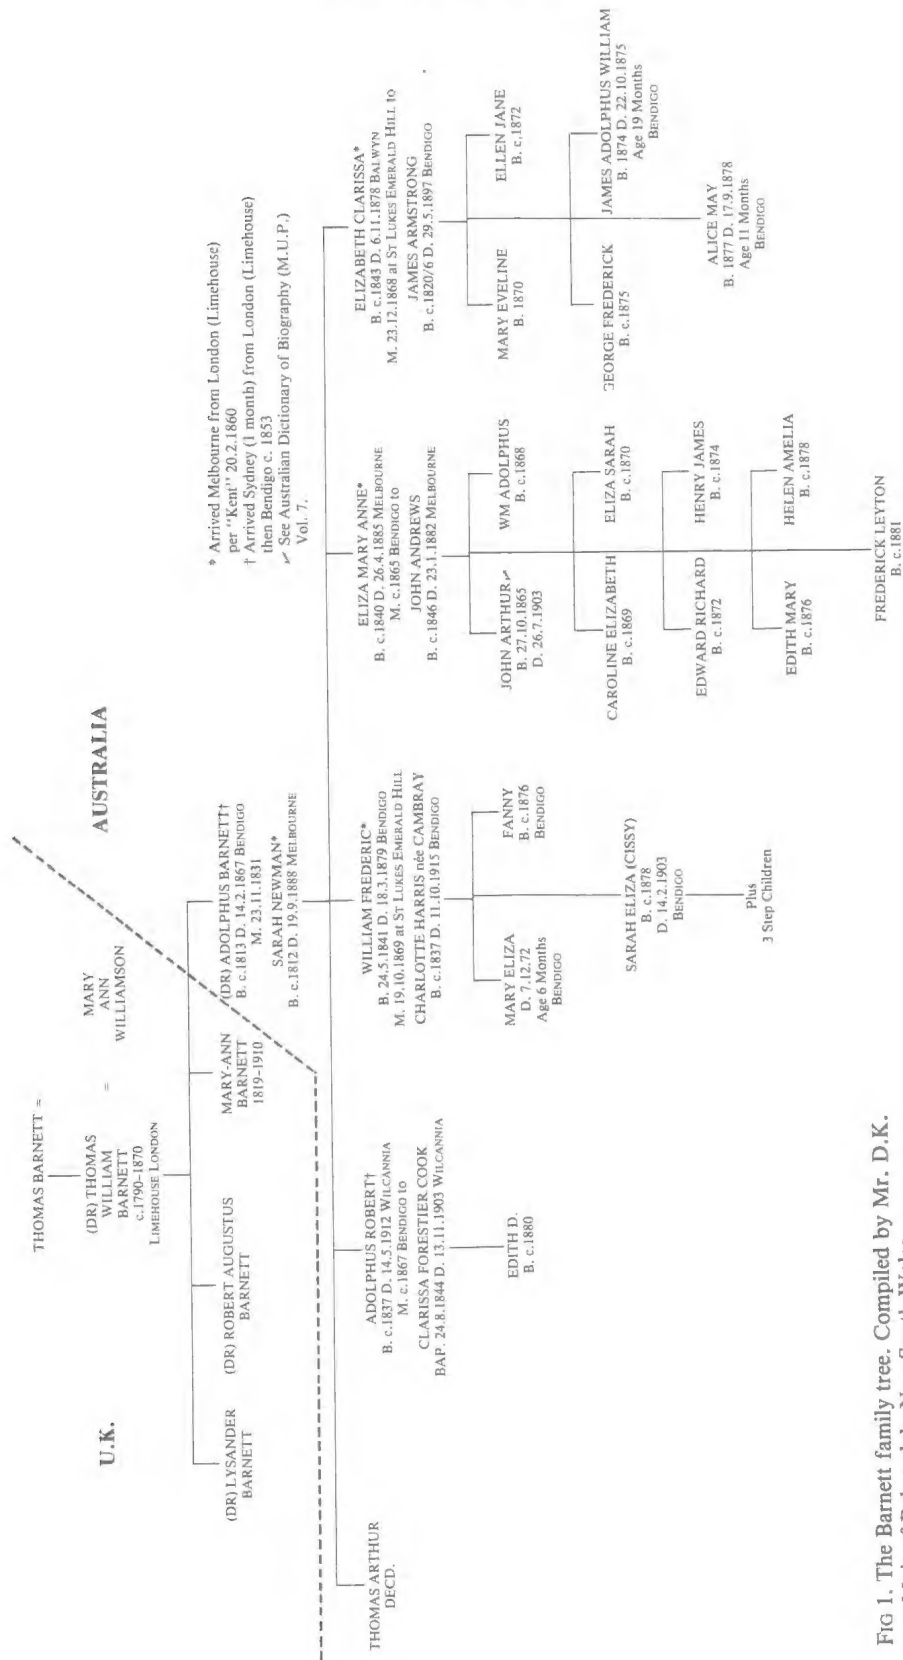 THOMAS BARNETT =
(DR) THOMAS
WILLIAM
BARNETT
c.1790-1870
LIMEHOUSE LONDON
=
MARY
ANN
WILLIAMSON
U.K.
AUSTRALIA
(DR) LYSANDER
BARNETT
(DR) ROBERT AUGUSTUS
BARNETT
MARY-ANN
BARNETT
1819-1910
(DR) ADOLPHUS BARNETT†
B. c.1813 D. 14.2.1867 BENDIGO
M. 23.11.1831
SARAH NEWMAN*
B. c.1812 D. 19.9.1888 MELBOURNE
* Arrived Melbourne from London (Limehouse)
per "Kent" 20.2.1860
† Arrived Sydney (1 month) from London (Limehouse)
then Bendigo c. 1853
✓ See Australian Dictionary of Biography (M.U.P.)
Vol. 7.
THOMAS ARTHUR
DECD.
ADOLPHUS ROBERT†
B. c.1837 D. 14.5.1912 WILCANNIA
M. c.1867 BENDIGO to
CLARISSA FORESTIER COOK
BAP. 24.8.1844 D. 13.11.1903 WILCANNIA
EDITH D.
B. c.1880
WILLIAM FREDERIC*
B. 24.5.1841 D. 18.3.1879 BENDIGO
M. 19.10.1869 at ST LUKES EMERALD HILL
CHARLOTTE HARRIS née CAMBRAY
B. c.1837 D. 11.10.1915 BENDIGO
MARY ELIZA
D. 7.12.72
Age 6 Months
BENDIGO
FANNY
B. c.1876
BENDIGO
SARAH ELIZA (CISSY)
B. c.1878
D. 14.2.1903
BENDIGO
Plus
3 Step Children
ELIZA MARY ANNE*
B. c.1840 D. 26.4.1885 MELBOURNE
M. c.1865 BENDIGO to
JOHN ANDREWS
B. c.1846 D. 23.1.1882 MELBOURNE
JOHN ARTHUR✓
B. 27.10.1865
D. 26.7.1903
WM ADOLPHUS
B. c.1868
CAROLINE ELIZABETH
B. c.1869
ELIZA SARAH
B. c.1870
EDWARD RICHARD
B. c.1872
HENRY JAMES
B. c.1874
EDITH MARY
B. c.1876
HELEN AMELIA
B. c.1878
FREDERICK LEYTON
B. c.1881
ELIZABETH CLARISSA*
B. c.1843 D. 6.11.1878 BALWYN
M. 23.12.1868 at ST LUKES EMERALD HILL to
JAMES ARMSTRONG
B. c.1820/6 D. 29.5.1897 BENDIGO
MARY EVELINE
B. 1870
ELLEN JANE
B. c.1872
GEORGE FREDERICK
B. c.1875
JAMES ADOLPHUS WILLIAM
B. 1874 D. 22.10.1875
Age 19 Months
BENDIGO
ALICE MAY
B. 1877 D. 17.9.1878
Age 11 Months
BENDIGO
FIG 1. The Barnett family tree. Compiled by Mr. D.K.